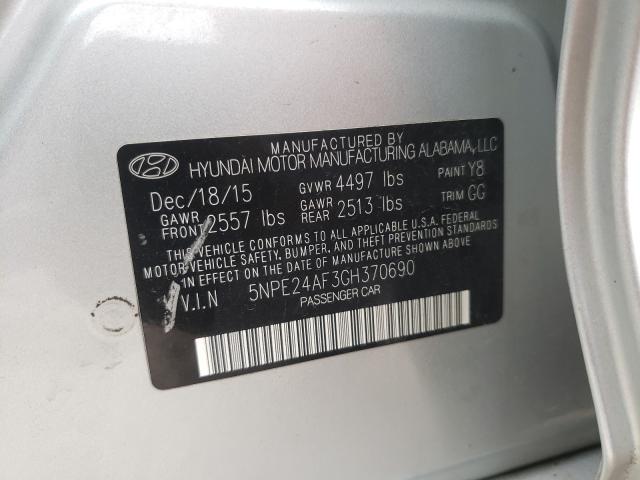 MANUFACTURED BY
HYUNDAI MOTOR MANUFACTURING ALABAMA, LLC
Dec/18/15 GVWR 4497 lbs PAINT Y8
GAWR FRONT 2557 lbs GAWR REAR 2513 lbs TRIM GG
THIS VEHICLE CONFORMS TO ALL APPLICABLE U.S.A. FEDERAL
MOTOR VEHICLE SAFETY, BUMPER, AND THEFT PREVENTION STANDARDS
IN EFFECT ON THE DATE OF MANUFACTURE SHOWN ABOVE.
V.I.N 5NPE24AF3GH370690
PASSENGER CAR